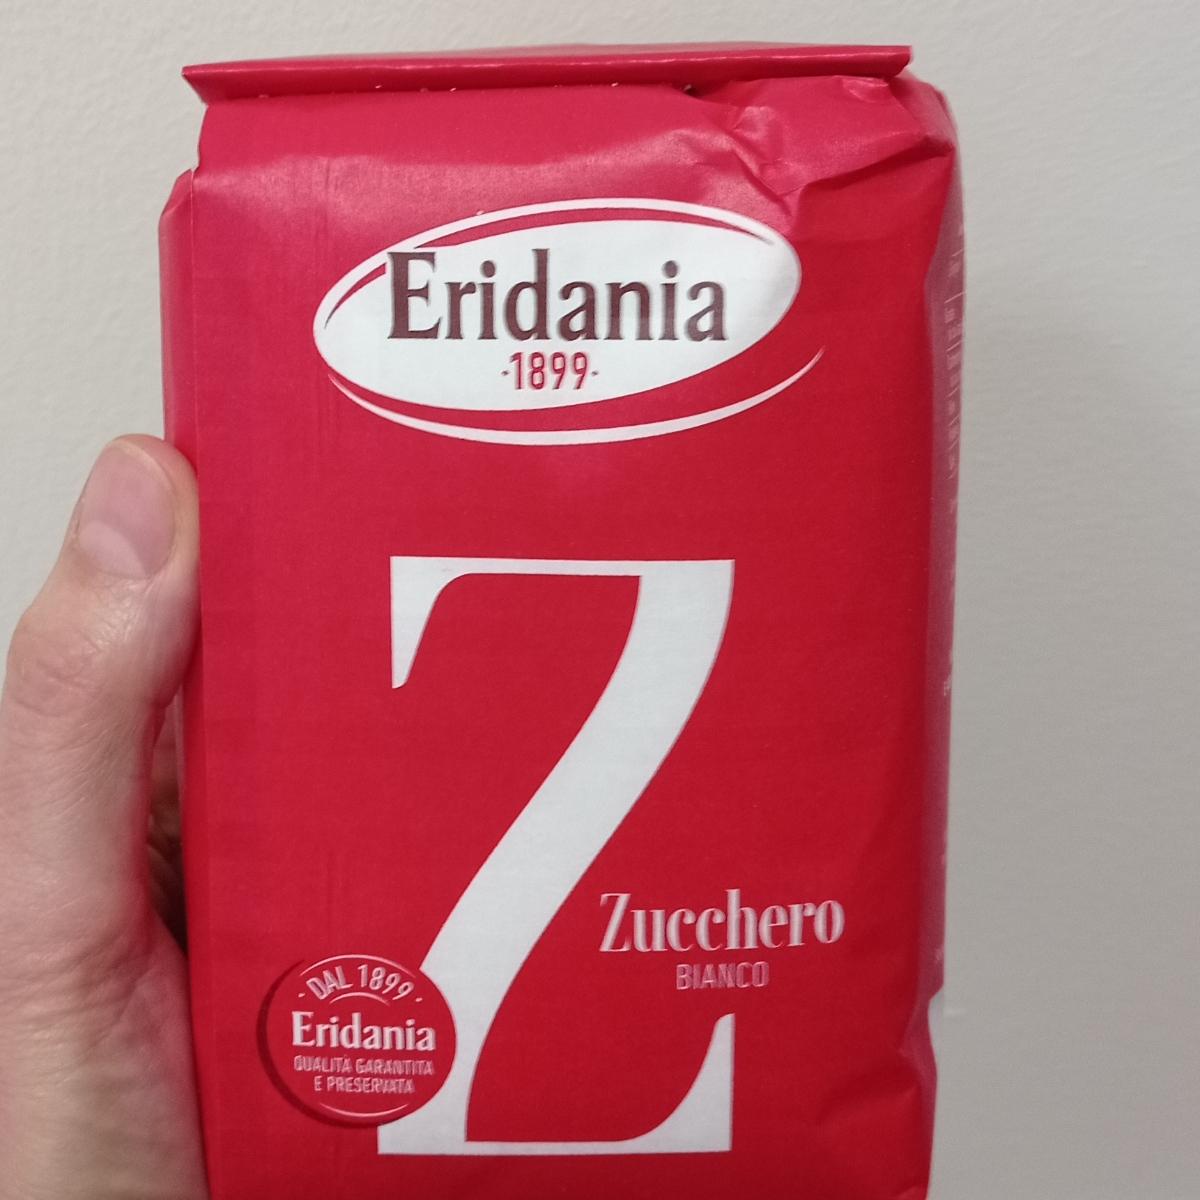 Eridania
·1899·
Z
Zucchero
BIANCO
· DAL 1899 ·
Eridania
QUALITÀ GARANTITA
E PRESERVATA